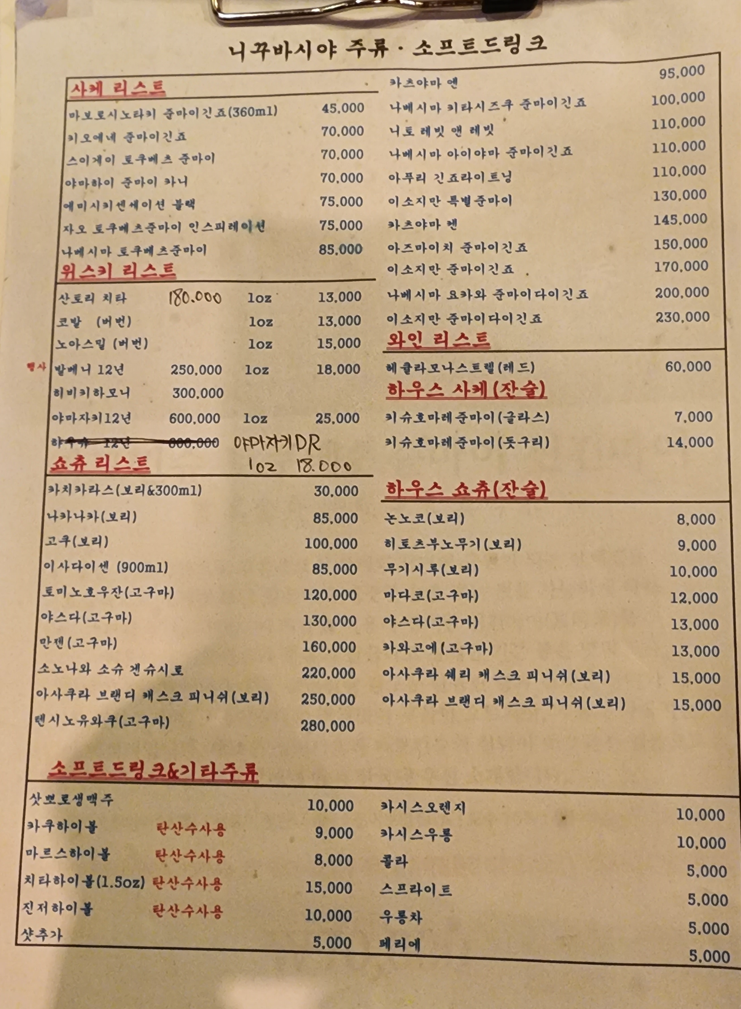 니꾸바시야 주류 · 소프트드링크
사케 리스트
마보로시노타키 준마이긴죠(360ml) 45,000
키오에네 준마이긴죠 70,000
스이게이 토쿠베츠 준마이 70,000
야마하이 준마이 카니 70,000
에미시키센세이션 블랙 75,000
자오 토쿠베츠준마이 인스피레이션 75,000
나베시마 토쿠베츠준마이 85,000
카츠야마 엔 95,000
나베시마 키타시즈쿠 준마이긴죠 100,000
니토 레빗 앤 레빗 110,000
나베시마 아이야마 준마이긴죠 110,000
아푸리 긴죠라이트닝 110,000
이소지만 특별준마이 130,000
카츠야마 켄 145,000
아즈마이치 준마이긴죠 150,000
이소지만 준마이긴죠 170,000
나베시마 요카와 준마이다이긴죠 200,000
이소지만 준마이다이긴죠 230,000
위스키 리스트
산토리 치타 180.000 1oz 13,000
코발 (버번) 1oz 13,000
노아스밀 (버번) 1oz 15,000
행사 발베니 12년 250,000 1oz 18,000
히비키하모니 300,000
야마자키12년 600,000 1oz 25,000
12년 600,000 야마자키DR
1oz 18.000
와인 리스트
헤큘라모나스트렐(레드) 60,000
하우스 사케(잔술)
키슈호마레준마이(글라스) 7,000
키슈호마레준마이(돗구리) 14,000
쇼츄 리스트
카치카라스(보리&300ml) 30,000
나카나카(보리) 85,000
고쿠(보리) 100,000
이사다이센 (900ml) 85,000
토미노호우잔(고구마) 120,000
야스다(고구마) 130,000
만젠(고구마) 160,000
소노나와 소슈 겐슈시로 220,000
아사쿠라 브랜디 캐스크 피니쉬(보리) 250,000
텐시노유와쿠(고구마) 280,000
하우스 쇼츄(잔술)
논노코(보리) 8,000
히토츠부노무기(보리) 9,000
무기시루(보리) 10,000
마다코(고구마) 12,000
야스다(고구마) 13,000
카와고에(고구마) 13,000
아사쿠라 쉐리 캐스크 피니쉬(보리) 15,000
아사쿠라 브랜디 캐스크 피니쉬(보리) 15,000
소프트드링크&기타주류
삿뽀로생맥주 10,000
카쿠하이볼 탄산수사용 9,000
마르스하이볼 탄산수사용 8,000
치타하이볼(1.5oz) 탄산수사용 15,000
진저하이볼 탄산수사용 10,000
샷추가 5,000
카시스오렌지 10,000
카시스우롱 10,000
콜라 5,000
스프라이트 5,000
우롱차 5,000
페리에 5,000